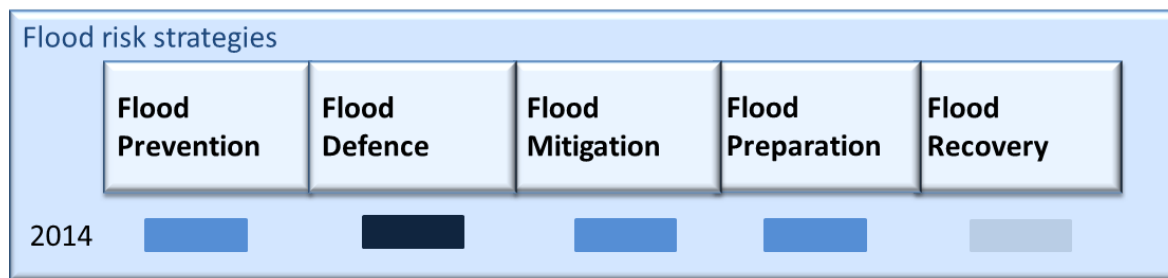 Flood risk strategies
Flood Prevention
Flood Defence
Flood Mitigation
Flood Preparation
Flood Recovery
2014